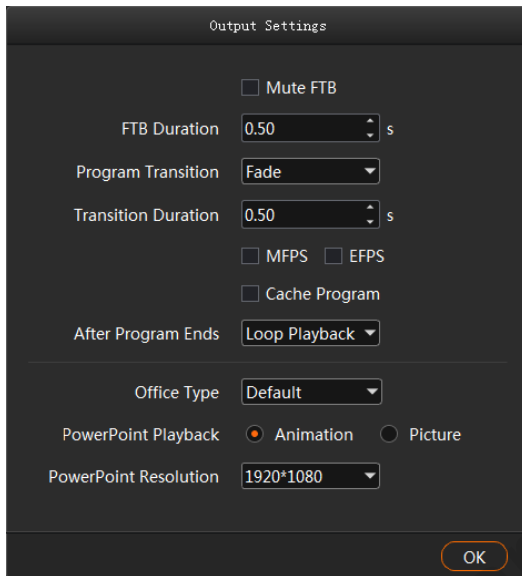 Output Settings
Mute FTB
FTB Duration 0.50 s
Program Transition Fade
Transition Duration 0.50 s
MFPS EFPS
Cache Program
After Program Ends Loop Playback
Office Type Default
PowerPoint Playback Animation Picture
PowerPoint Resolution 1920*1080
OK